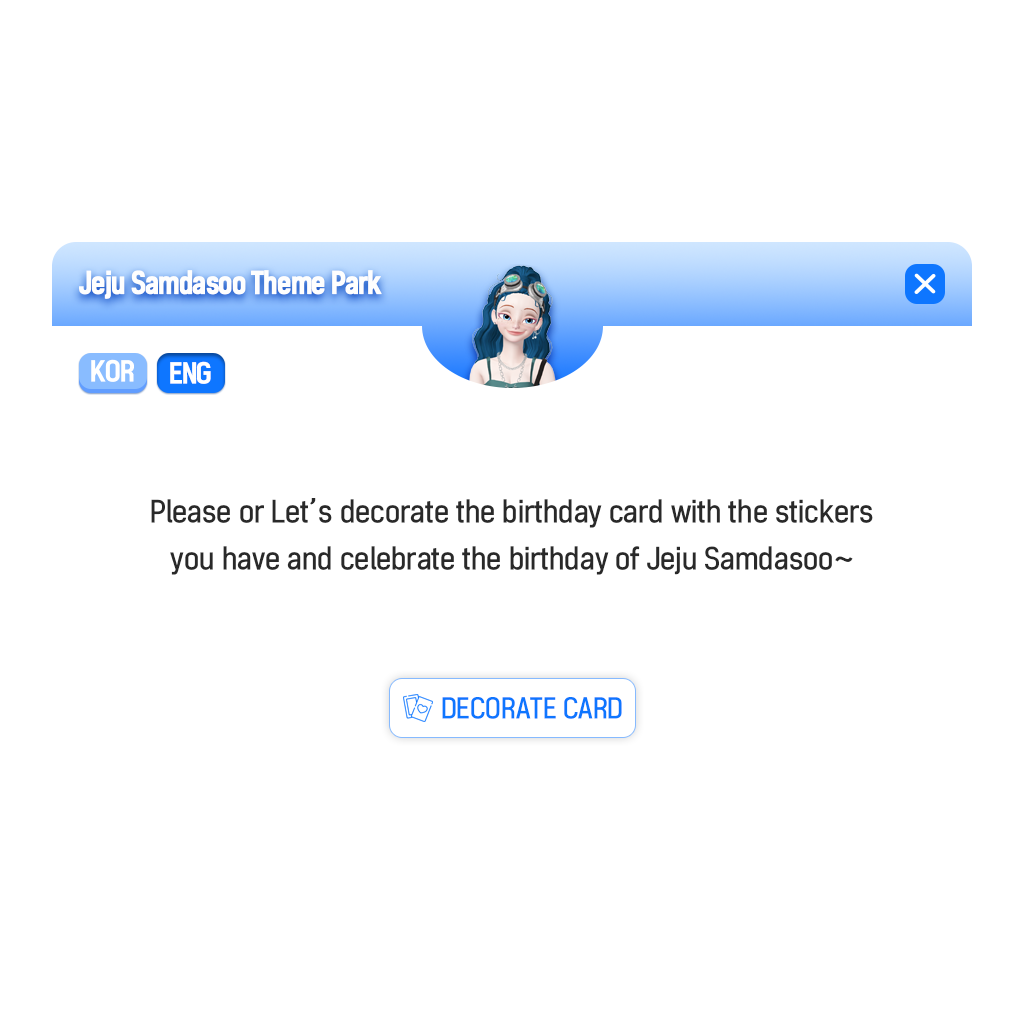 Jeju Samdasoo Theme Park
KOR ENG
Please or Let's decorate the birthday card with the stickers
you have and celebrate the birthday of Jeju Samdasoo~
DECORATE CARD